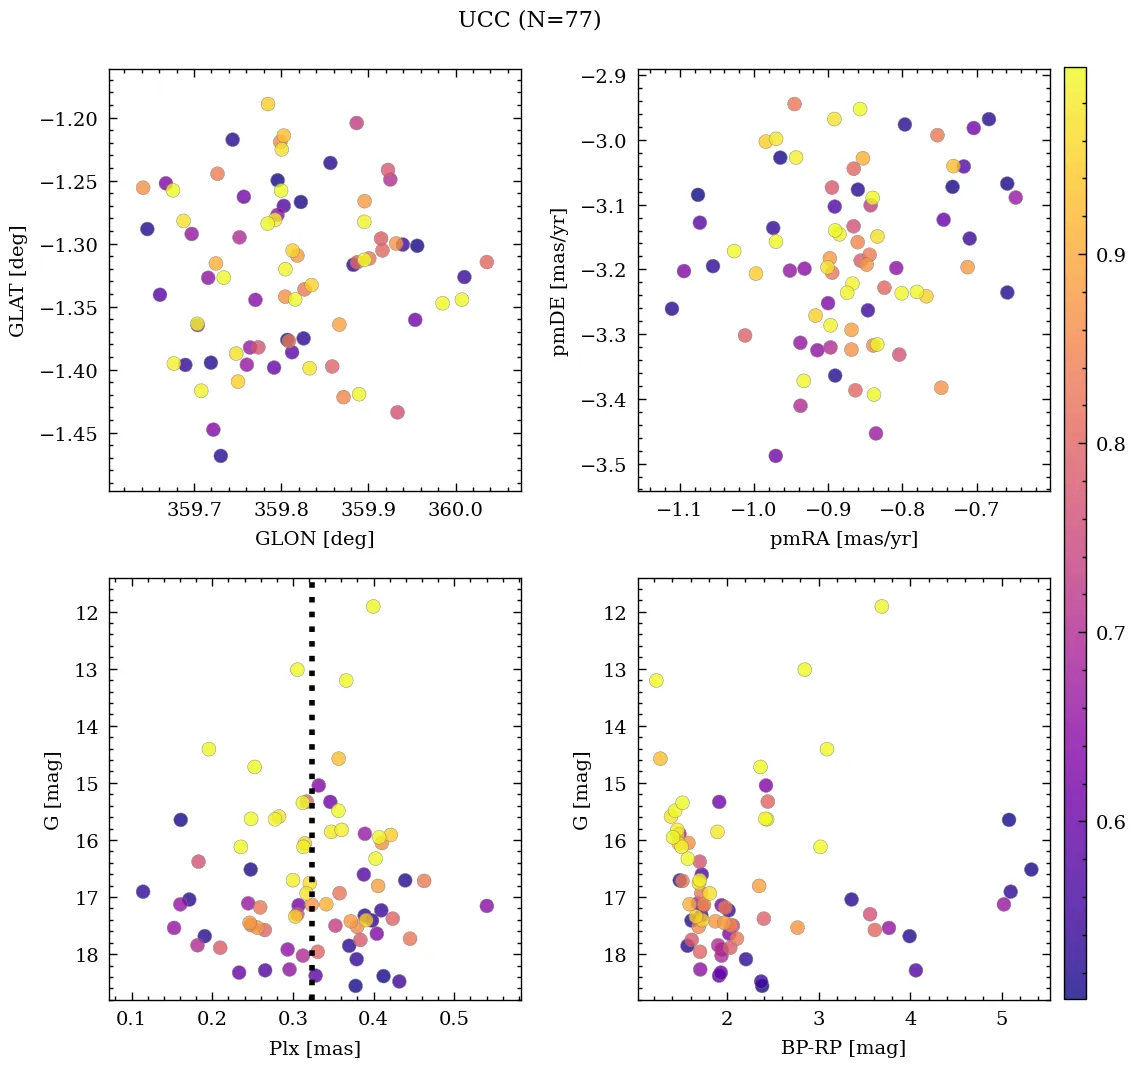 UCC (N=77)
−1.20
−1.25
−1.30
−1.35
−1.40
−1.45
GLAT [deg]
359.7 359.8 359.9 360.0
GLON [deg]
−2.9
−3.0
−3.1
−3.2
−3.3
−3.4
−3.5
pmDE [mas/yr]
−1.1 −1.0 −0.9 −0.8 −0.7
pmRA [mas/yr]
12
13
14
15
16
17
18
G [mag]
0.1 0.2 0.3 0.4 0.5
Plx [mas]
12
13
14
15
16
17
18
G [mag]
2 3 4 5
BP-RP [mag]
0.9
0.8
0.7
0.6